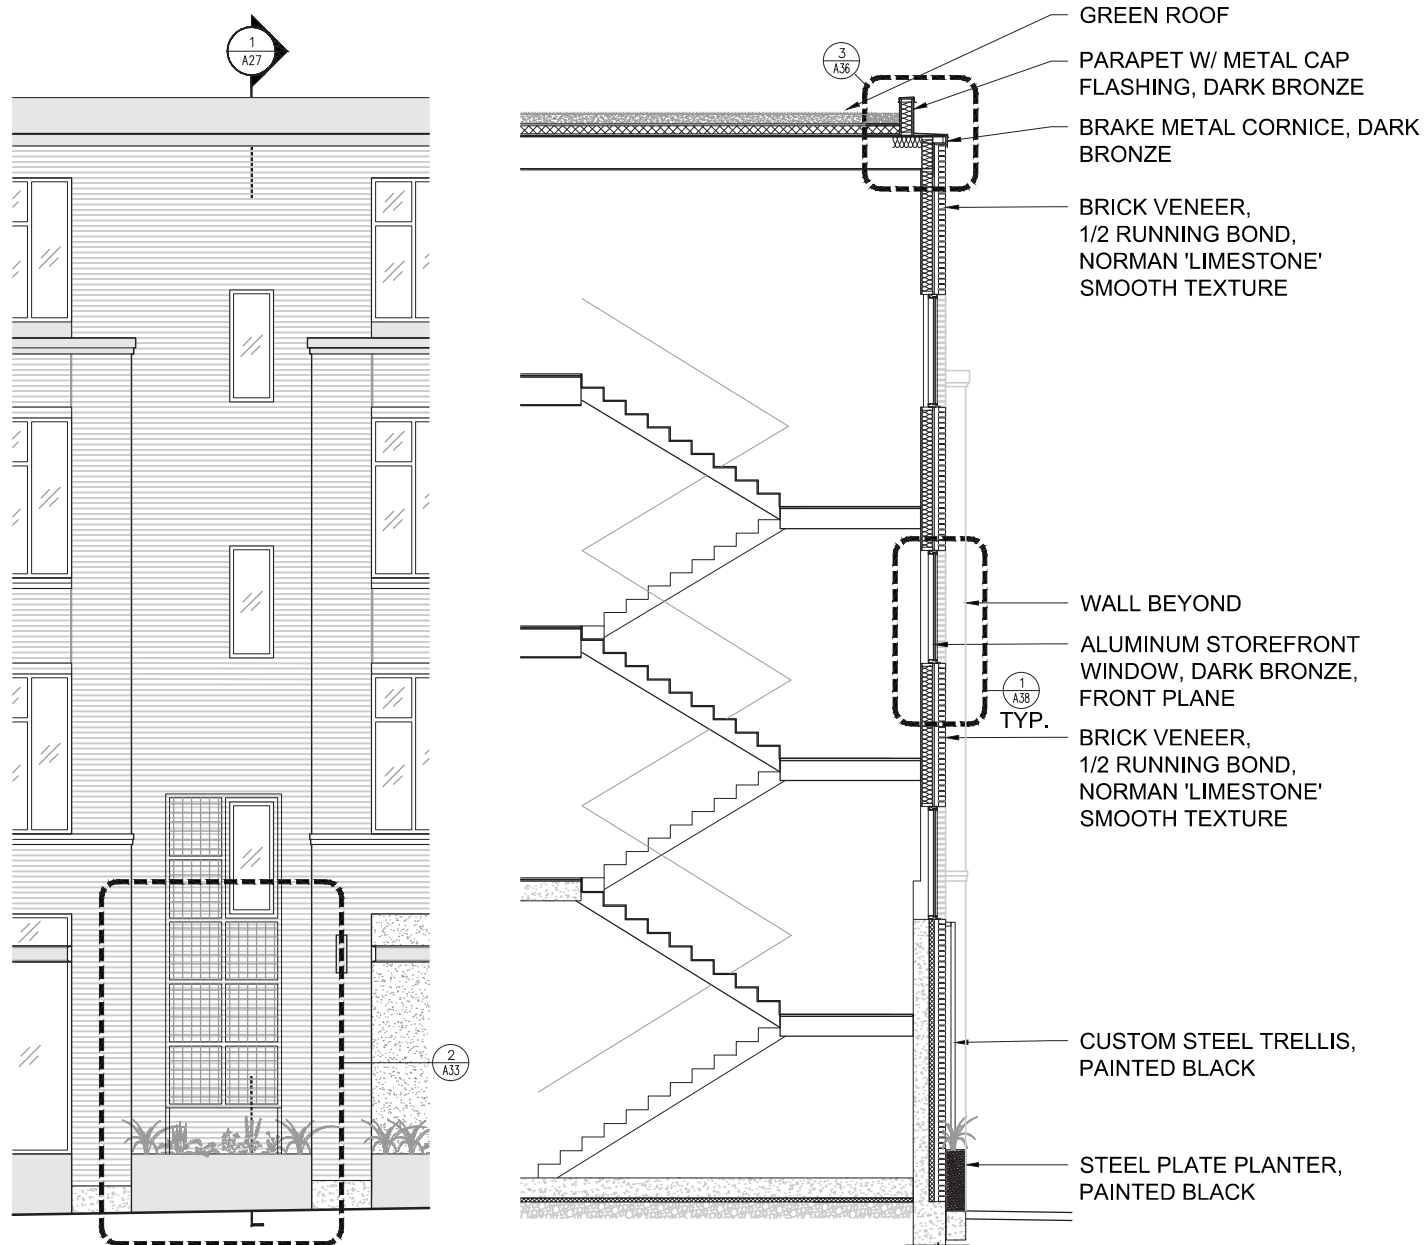 1
A27
3
A36
GREEN ROOF
PARAPET W/ METAL CAP
FLASHING, DARK BRONZE
BRAKE METAL CORNICE, DARK
BRONZE
BRICK VENEER,
1/2 RUNNING BOND,
NORMAN 'LIMESTONE'
SMOOTH TEXTURE
WALL BEYOND
ALUMINUM STOREFRONT
WINDOW, DARK BRONZE,
FRONT PLANE
1
A38
TYP.
BRICK VENEER,
1/2 RUNNING BOND,
NORMAN 'LIMESTONE'
SMOOTH TEXTURE
2
A33
CUSTOM STEEL TRELLIS,
PAINTED BLACK
STEEL PLATE PLANTER,
PAINTED BLACK